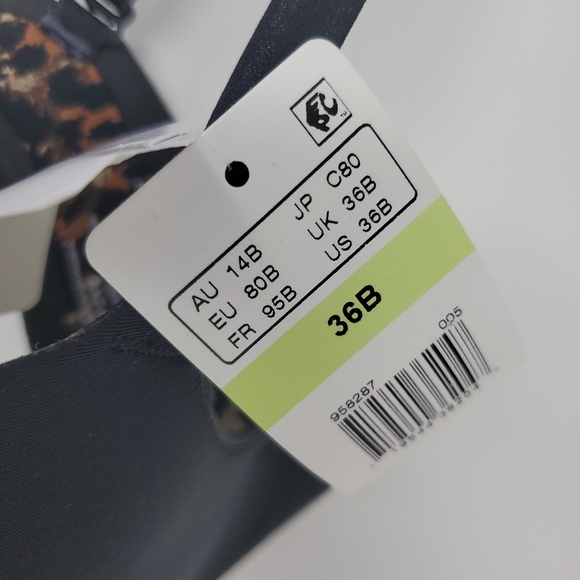 AU 14B JP C80
EU 80B UK 36B
FR 95B US 36B
36B
005
958287